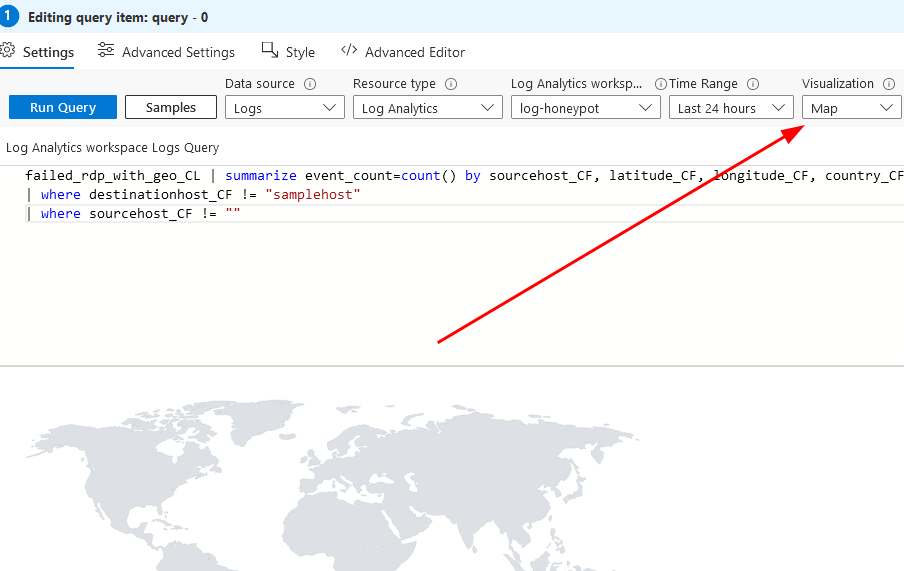 1 Editing query item: query - 0
Settings Advanced Settings Style Advanced Editor
Data source Resource type Log Analytics worksp... Time Range Visualization
Run Query Samples Logs Log Analytics log-honeypot Last 24 hours Map
Log Analytics workspace Logs Query
failed_rdp_with_geo_CL | summarize event_count=count() by sourcehost_CF, latitude_CF, longitude_CF, country_CF
| where destinationhost_CF != "samplehost"
| where sourcehost_CF != ""